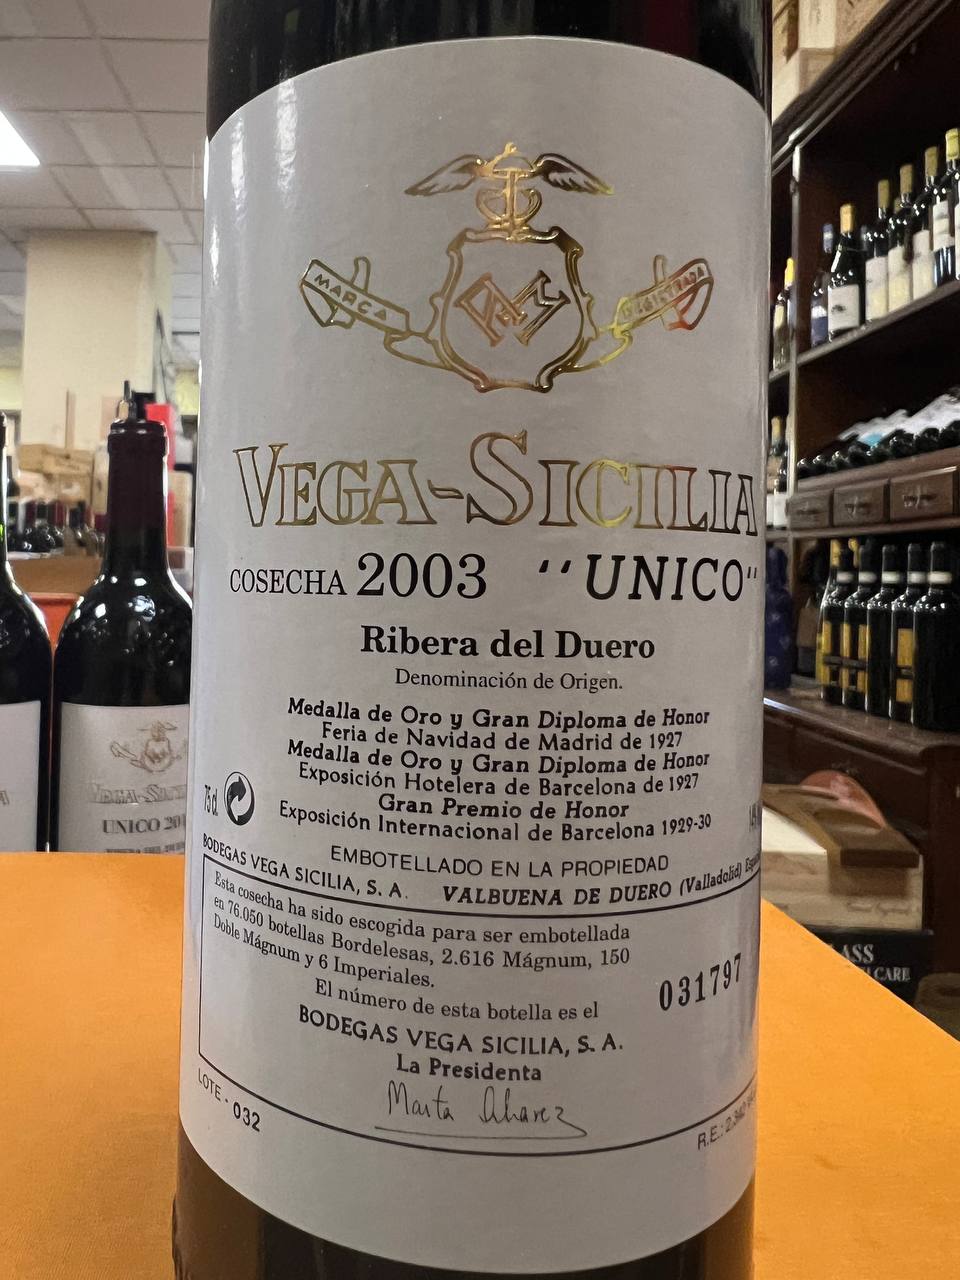 MARCA REGISTRADA
VEGA-SICILIA
COSECHA 2003 ‘‘UNICO"
Ribera del Duero
Denominación de Origen.
Medalla de Oro y Gran Diploma de Honor
Feria de Navidad de Madrid de 1927
Medalla de Oro y Gran Diploma de Honor
Exposición Hotelera de Barcelona de 1927
Gran Premio de Honor
Exposición Internacional de Barcelona 1929-30
75 cl.
EMBOTELLADO EN LA PROPIEDAD
BODEGAS VEGA SICILIA, S. A. VALBUENA DE DUERO (Valladolid)
Esta cosecha ha sido escogida para ser embotellada
en 76.050 botellas Bordelesas, 2.616 Mágnum, 150
Doble Mágnum y 6 Imperiales.
El número de esta botella es el
031797
BODEGAS VEGA SICILIA, S. A.
La Presidenta
Marta Alvarez
LOTE - 032
R.E.:
VEGA-SICI
UNICO 20
CARE